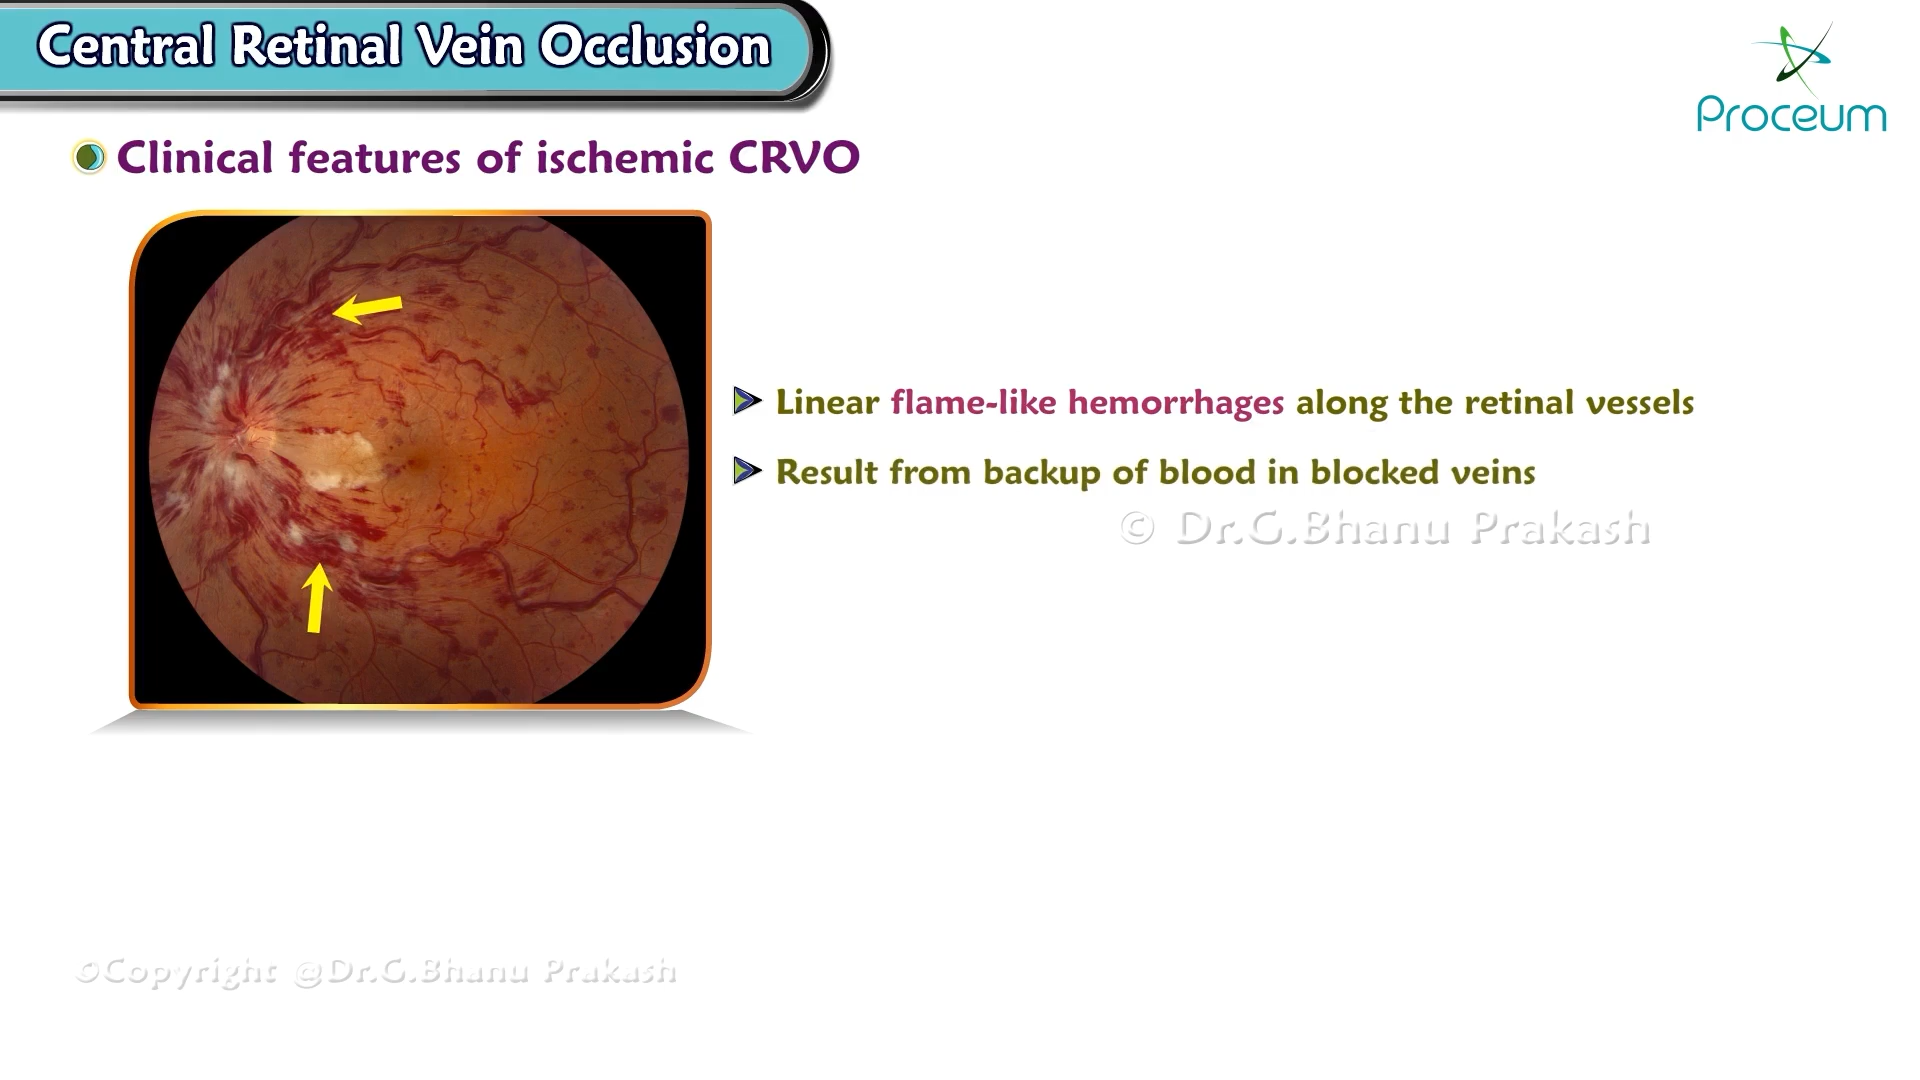 Central Retinal Vein Occlusion
Proceum
Clinical features of ischemic CRVO
Linear flame-like hemorrhages along the retinal vessels
Result from backup of blood in blocked veins
© Dr.G.Bhanu Prakash
©Copyright @Dr.G.Bhanu Prakash